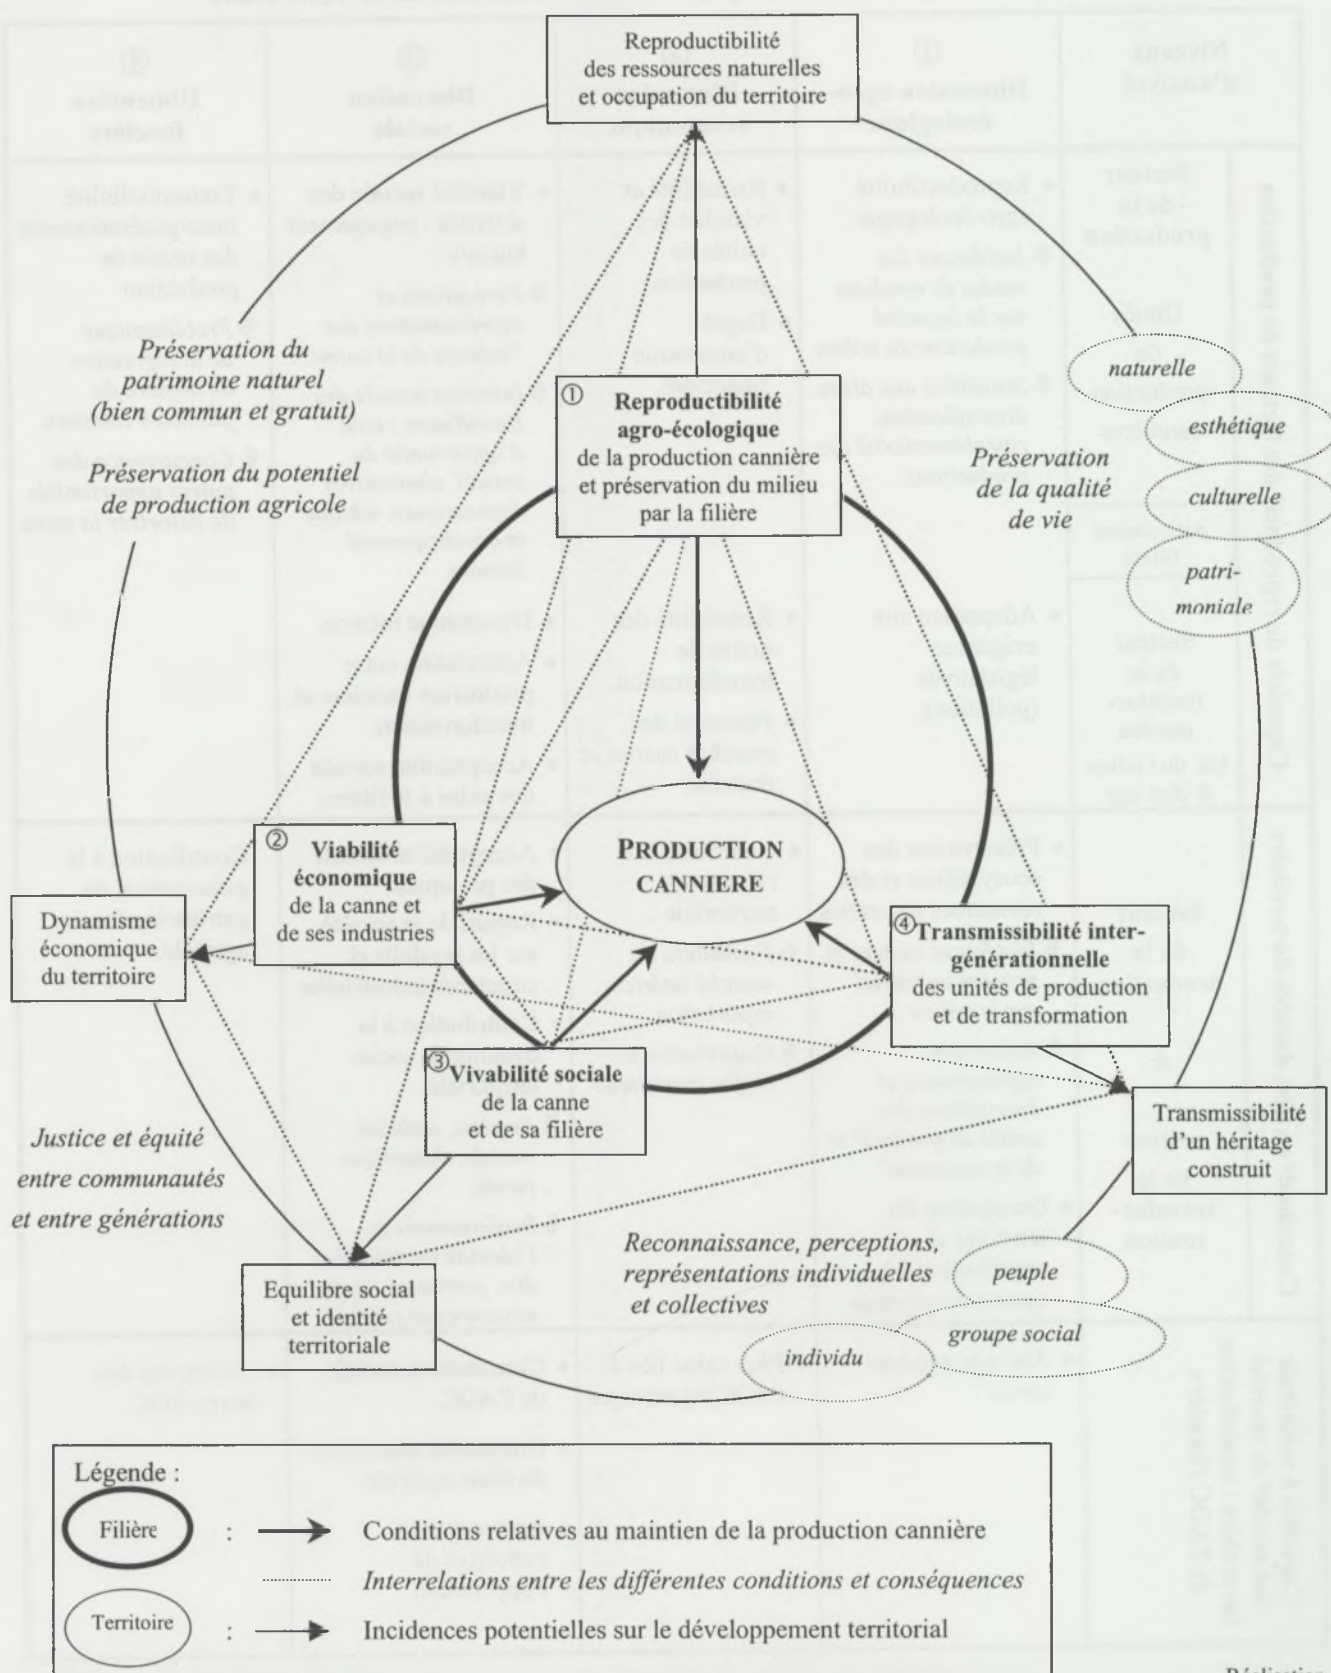 Reproductibilité
des ressources naturelles
et occupation du territoire
Préservation du
patrimoine naturel
(bien commun et gratuit)
Préservation du potentiel
de production agricole
①
Reproductibilité
agro-écologique
de la production cannière
et préservation du milieu
par la filière
Préservation
de la qualité
de vie
naturelle
esthétique
culturelle
patri-
moniale
②
Viabilité
économique
de la canne et
de ses industries
PRODUCTION
CANNIERE
Dynamisme
économique
du territoire
④
Transmissibilité inter-
générationnelle
des unités de production
et de transformation
③
Vivabilité sociale
de la canne
et de sa filière
Transmissibilité
d'un héritage
construit
Justice et équité
entre communautés
et entre générations
Reconnaissance, perceptions,
représentations individuelles
et collectives
peuple
groupe social
individu
Equilibre social
et identité
territoriale
Légende :
Filière : Conditions relatives au maintien de la production cannière
Interrelations entre les différentes conditions et conséquences
Territoire : Incidences potentielles sur le développement territorial